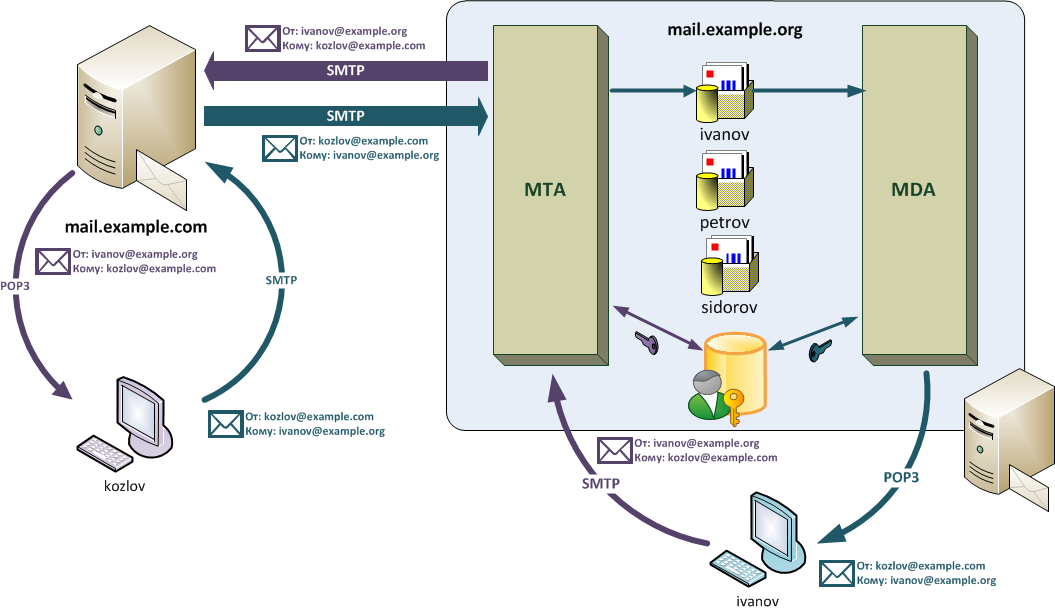 mail.example.org
От: ivanov@example.org
Кому: kozlov@example.com
SMTP
SMTP
От: kozlov@example.com
Кому: ivanov@example.org
MTA
ivanov
MDA
petrov
sidorov
mail.example.com
От: ivanov@example.org
Кому: kozlov@example.com
POP3
SMTP
От: kozlov@example.com
Кому: ivanov@example.org
kozlov
От: ivanov@example.org
Кому: kozlov@example.com
SMTP
POP3
От: kozlov@example.com
Кому: ivanov@example.org
ivanov